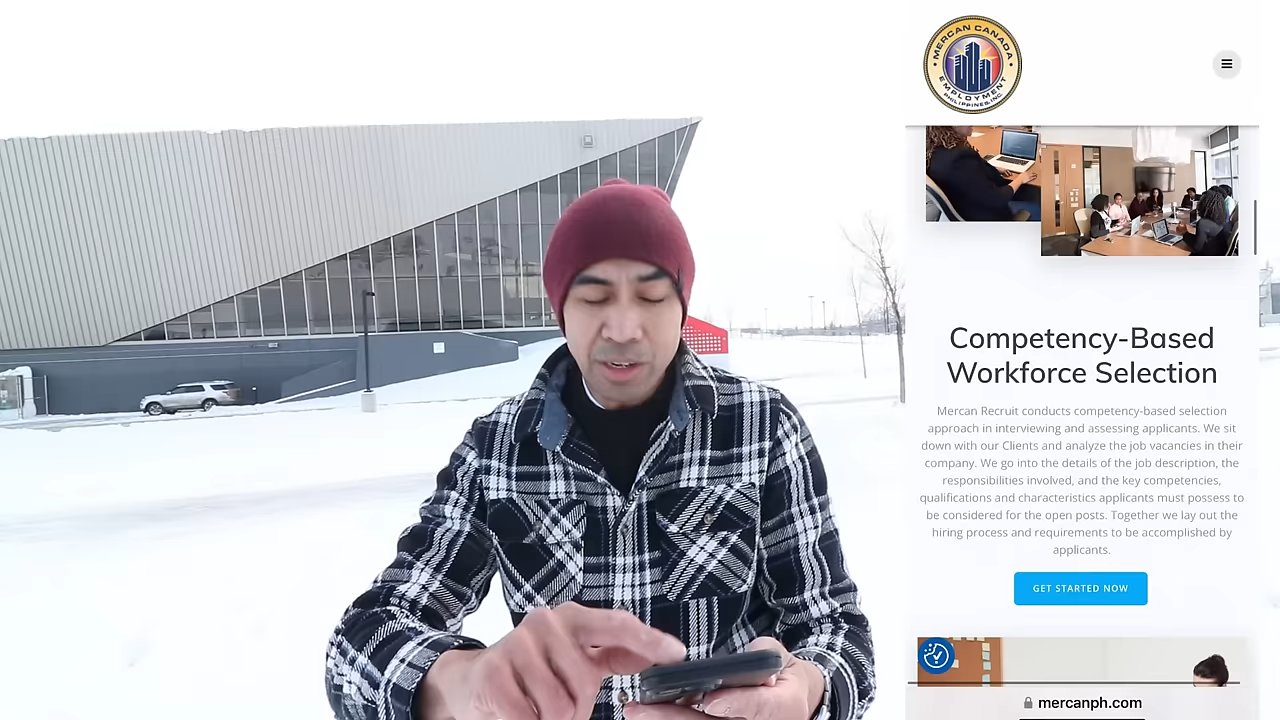 MERCAN CANADA
EMPLOYMENT
PHILIPPINES, INC.
Competency-Based
Workforce Selection
Mercan Recruit conducts competency-based selection
approach in interviewing and assessing applicants. We sit
down with our Clients and analyze the job vacancies in their
company. We go into the details of the job description, the
responsibilities involved, and the key competencies,
qualifications and characteristics applicants must possess to
be considered for the open posts. Together we lay out the
hiring process and requirements to be accomplished by
applicants.
GET STARTED NOW
mercanph.com